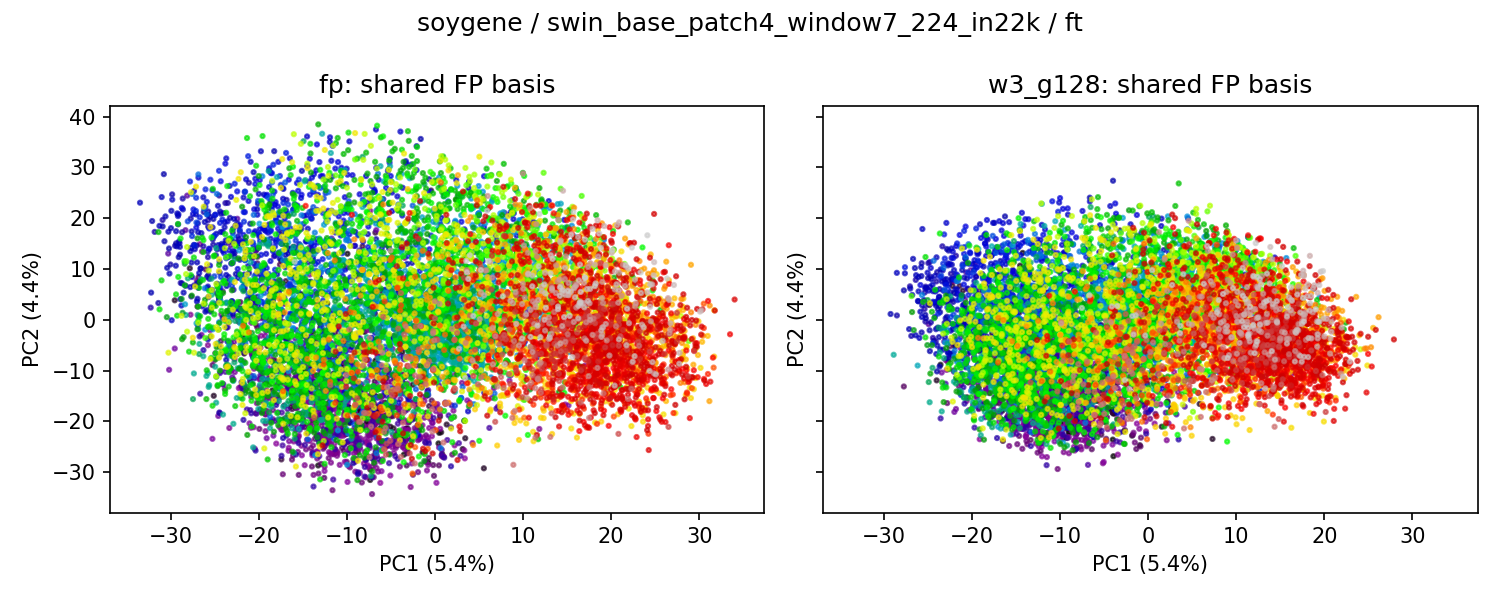 soygene / swin_base_patch4_window7_224_in22k / ft
fp: shared FP basis
w3_g128: shared FP basis
40
30
20
10
0
−10
−20
−30
PC2 (4.4%)
PC2 (4.4%)
−30 −20 −10 0 10 20 30
−30 −20 −10 0 10 20 30
PC1 (5.4%)
PC1 (5.4%)